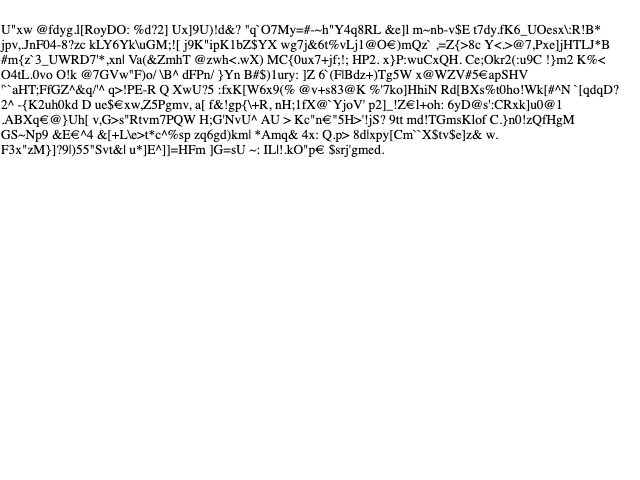 U"xw @fdyg.l[RoyDO: %d?2] Ux]9U)!d&? "q`O7My=#-~h"Y4q8RL &e]l m~nb-v$E t7dy.fK6_UOesx\:R!B*
jpv,.JnF04-8?zc kLY6Yk\uGM;![ j9K"ipK1bZ$YX wg7j&6t%vLj1@O€)mQz` ,=Z{>8c Y<.>@7,Pxe]jHTLJ*B
#m{z`3_UWRD7'*,xn| Va(&ZmhT @zwh<.wX) MC{0ux7+jf;!; HP2. x}P:wuCxQH. Ce;Okr2(:u9C !}m2 K%<
O4tL.0vo O!k @7GVw"F)o/ \B^ dFPn/ }Yn B#$)1ury: ]Z 6`(F|Bdz+)Tg5W x@WZV#5€apSHV
'``aHT;FfGZ^&q/'^ q>!PE-R Q XwU?5 :fxK[W6x9(% @v+s83@K %'7ko]HhiN Rd[BXs%t0ho!Wk[#^N `[qdqD?
2^ -{K2uh0kd D ue$€xw,Z5Pgmv, a[ f&!gp{\+R, nH;1fX@`YjoV' p2]_!Z€l+oh: 6yD@s':CRxk]u0@1
.ABXq€@}Uh[ v,G>s"Rtvm7PQW H;G'NvU^ AU > Kc"n€"5H>'!jS? 9tt md!TGmsKlof C.}n0!zQfHgM
GS~Np9 &E€^4 &[+L\e>t*c^%sp zq6gd)km| *Amq& 4x: Q.p> 8d|xpy[Cm``X$tv$e]z& w.
F3x"zM}]?9|)55"Svt&| u*]E^]]=HFm ]G=sU ~: IL|!.kO"p€ $srj'gmed.